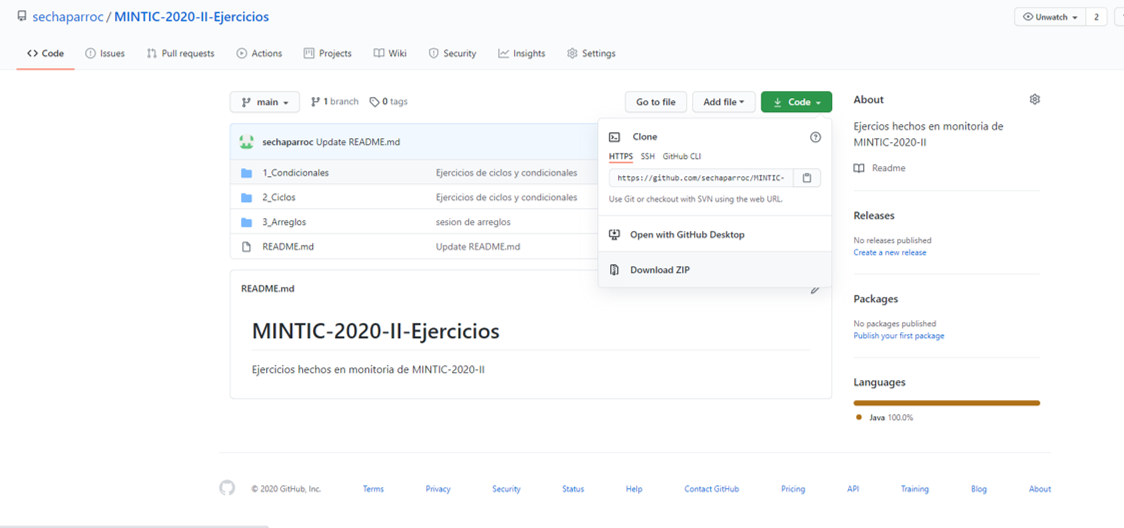 sechaparroc / MINTIC-2020-II-Ejercicios
Unwatch 2
Code Issues Pull requests Actions Projects Wiki Security Insights Settings
main 1 branch 0 tags Go to file Add file Code
sechaparroc Update README.md
1_Condicionales Ejercicios de ciclos y condicionales
2_Ciclos Ejercicios de ciclos y condicionales
3_Arreglos sesion de arreglos
README.md Update README.md
Clone
HTTPS SSH GitHub CLI
https://github.com/sechaparroc/MINTIC-
Use Git or checkout with SVN using the web URL.
Open with GitHub Desktop
Download ZIP
README.md
MINTIC-2020-II-Ejercicios
Ejercicios hechos en monitoria de MINTIC-2020-II
About
Ejercios hechos en monitoria de
MINTIC-2020-II
Readme
Releases
No releases published
Create a new release
Packages
No packages published
Publish your first package
Languages
Java 100.0%
© 2020 GitHub, Inc. Terms Privacy Security Status Help Contact GitHub Pricing API Training Blog About